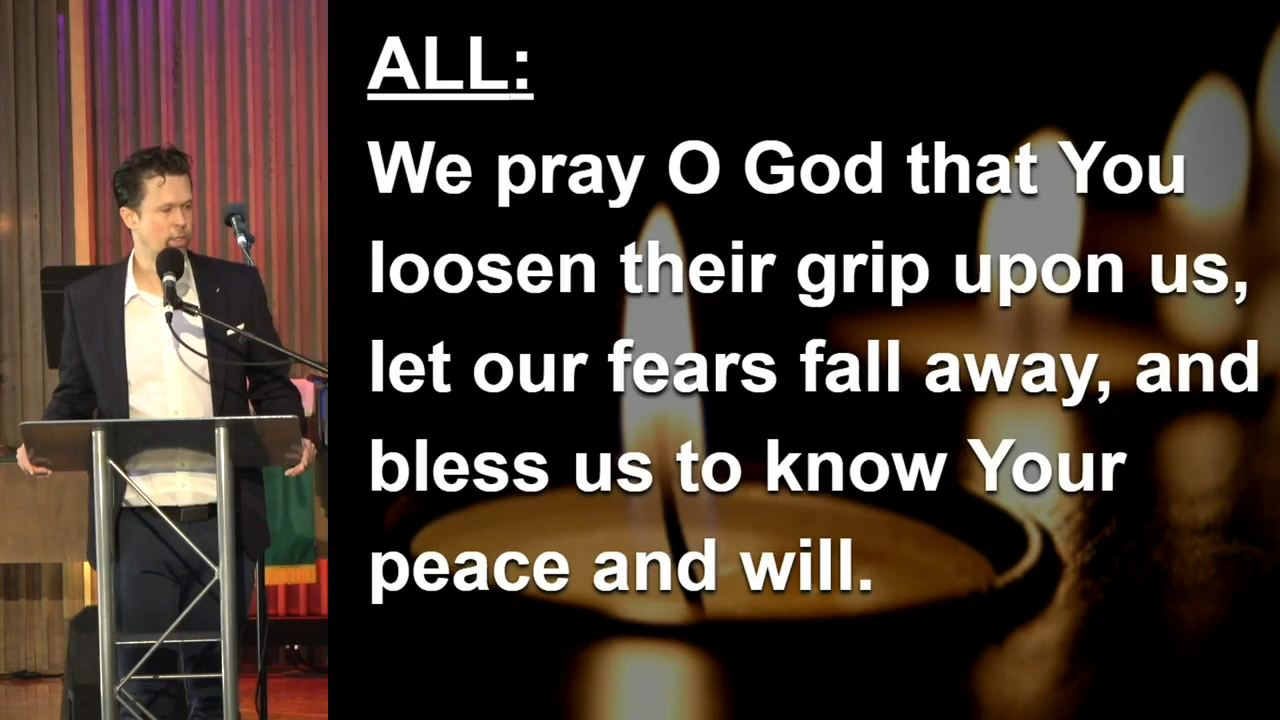 ALL:
We pray O God that You
loosen their grip upon us,
let our fears fall away, and
bless us to know Your
peace and will.